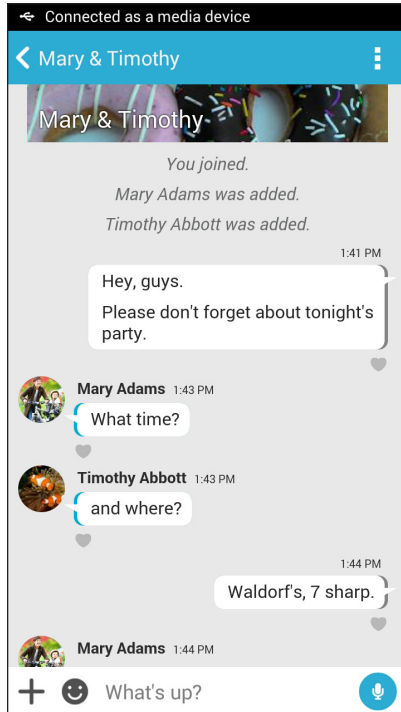 Connected as a media device
Mary & Timothy
Mary & Timothy
You joined.
Mary Adams was added.
Timothy Abbott was added.
1:41 PM
Hey, guys.
Please don't forget about tonight's
party.
Mary Adams 1:43 PM
What time?
Timothy Abbott 1:43 PM
and where?
1:44 PM
Waldorf's, 7 sharp.
Mary Adams 1:44 PM
What's up?